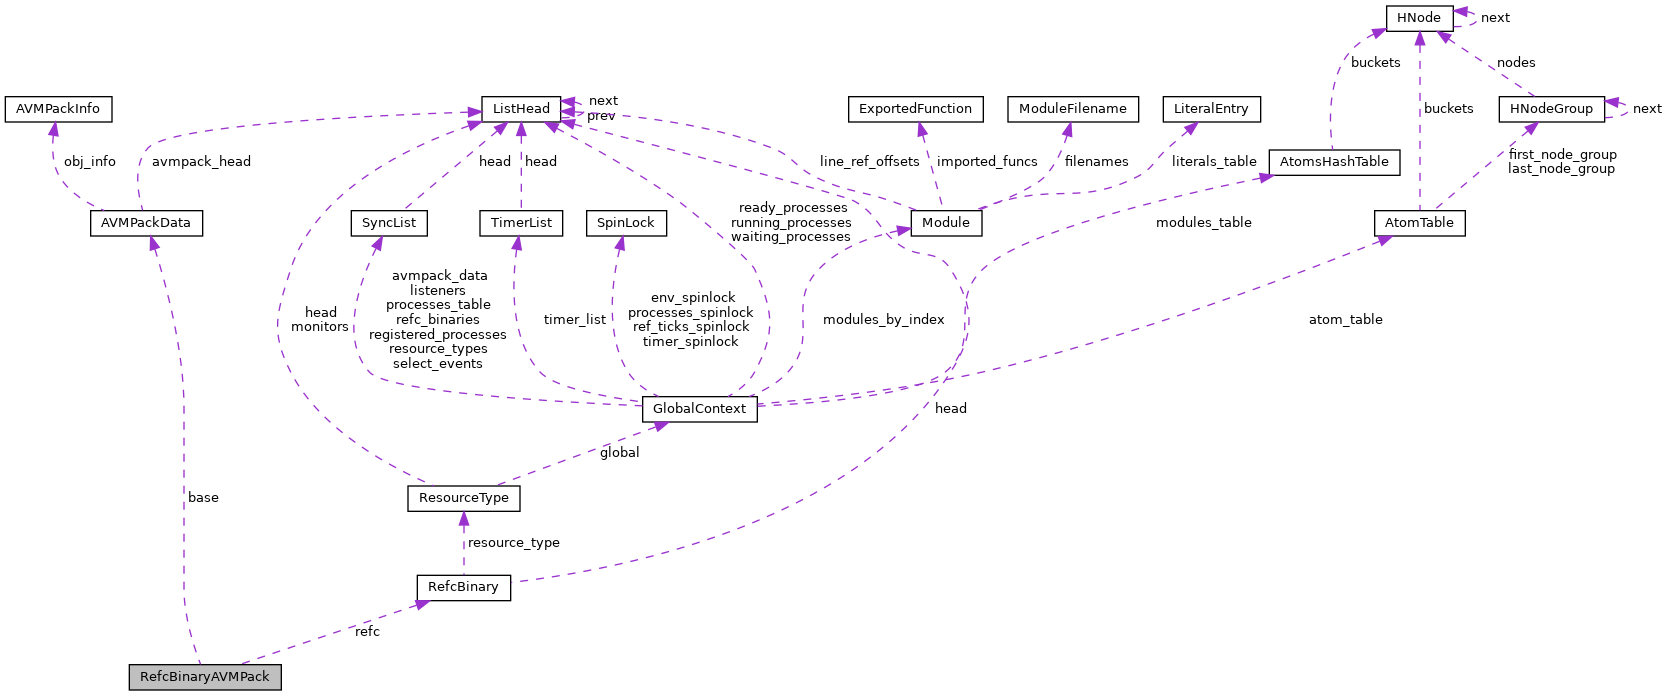 HNode
next
buckets
nodes
AVMPackInfo
ListHead
next
prev
ExportedFunction
ModuleFilename
LiteralEntry
buckets
HNodeGroup
next
obj_info
avmpack_head
head
head
line_ref_offsets
imported_funcs
filenames
literals_table
AtomsHashTable
first_node_group
last_node_group
AVMPackData
SyncList
TimerList
SpinLock
ready_processes
running_processes
waiting_processes
Module
modules_table
AtomTable
head
monitors
avmpack_data
listeners
processes_table
refc_binaries
registered_processes
resource_types
select_events
timer_list
env_spinlock
processes_spinlock
ref_ticks_spinlock
timer_spinlock
modules_by_index
atom_table
GlobalContext
head
global
base
ResourceType
resource_type
RefcBinary
refc
RefcBinaryAVMPack